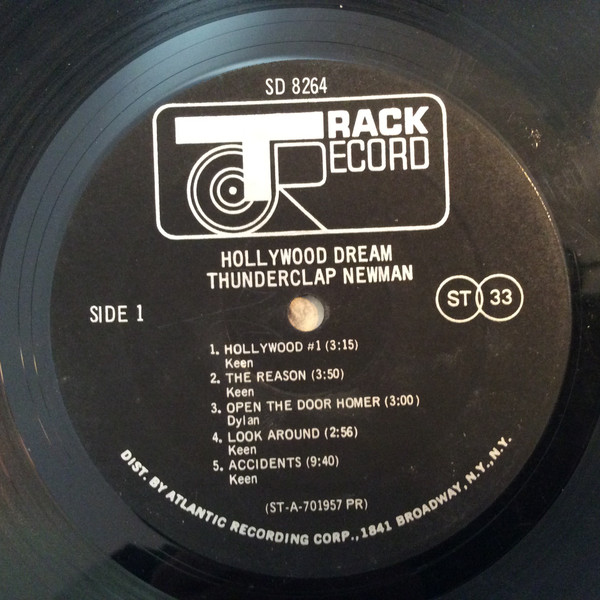 SD 8264
TRACK
RECORD
HOLLYWOOD DREAM
THUNDERCLAP NEWMAN
SIDE 1
ST 33
1. HOLLYWOOD #1 (3:15)
Keen
2. THE REASON (3:50)
Keen
3. OPEN THE DOOR HOMER (3:00)
Dylan
4. LOOK AROUND (2:56)
Keen
5. ACCIDENTS (9:40)
Keen
(ST-A-701957 PR)
DIST. BY ATLANTIC RECORDING CORP., 1841 BROADWAY, N.Y., N.Y.